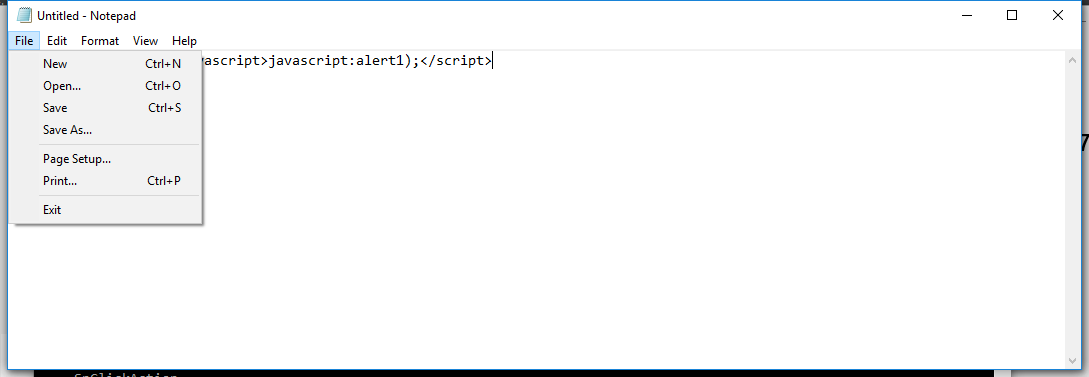 Untitled - Notepad
File Edit Format View Help
vascript>javascript:alert1);</script>
New Ctrl+N
Open... Ctrl+O
Save Ctrl+S
Save As...
Page Setup...
Print... Ctrl+P
Exit
7